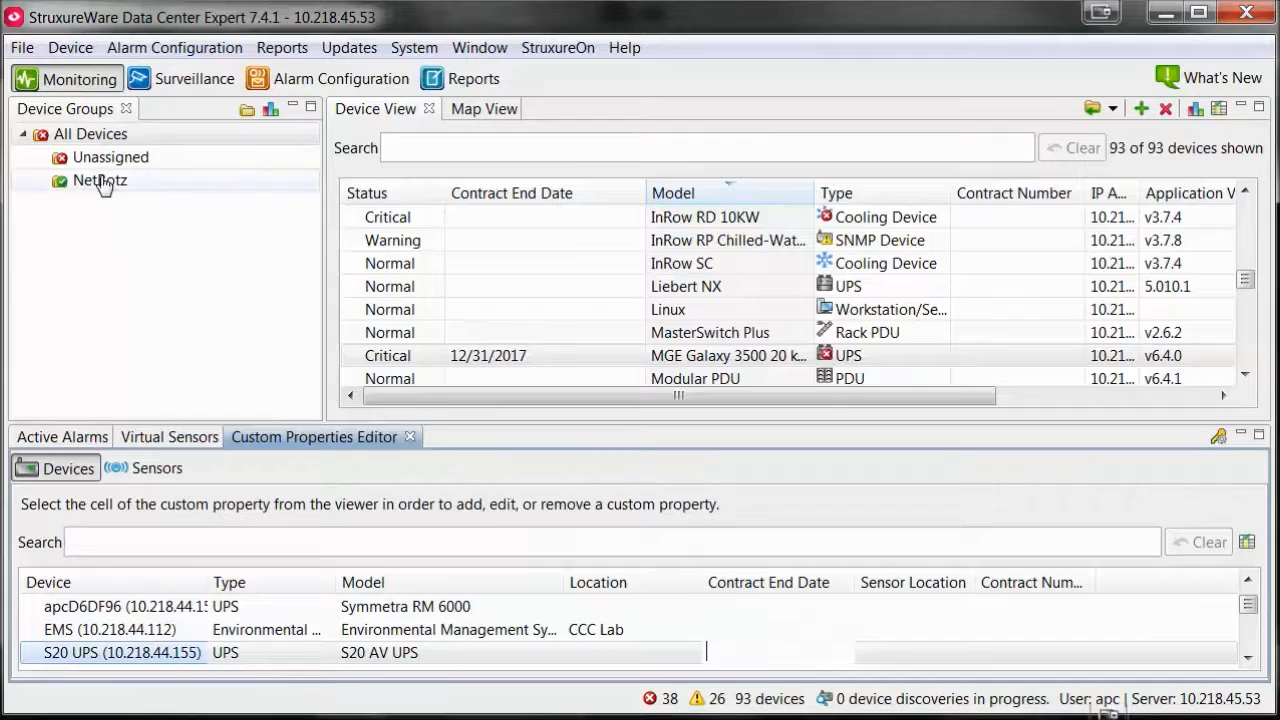 StruxureWare Data Center Expert 7.4.1 - 10.218.45.53
File Device Alarm Configuration Reports Updates System Window StruxureOn Help
Monitoring Surveillance Alarm Configuration Reports What's New
Device Groups
All Devices
Unassigned
NetBotz
Device View Map View
Search Clear 93 of 93 devices shown
Status Contract End Date Model Type Contract Number IP A... Application V
Critical InRow RD 10KW Cooling Device 10.21... v3.7.4
Warning InRow RP Chilled-Wat... SNMP Device 10.21... v3.7.8
Normal InRow SC Cooling Device 10.21... v3.7.4
Normal Liebert NX UPS 10.21... 5.010.1
Normal Linux Workstation/Se... 10.21...
Normal MasterSwitch Plus Rack PDU 10.21... v2.6.2
Critical 12/31/2017 MGE Galaxy 3500 20 k... UPS 10.21... v6.4.0
Normal Modular PDU PDU 10.21... v6.4.1
Active Alarms Virtual Sensors Custom Properties Editor
Devices Sensors
Select the cell of the custom property from the viewer in order to add, edit, or remove a custom property.
Search Clear
Device Type Model Location Contract End Date Sensor Location Contract Num...
apcD6DF96 (10.218.44.15 UPS Symmetra RM 6000
EMS (10.218.44.112) Environmental ... Environmental Management Sy... CCC Lab
S20 UPS (10.218.44.155) UPS S20 AV UPS
38 26 93 devices 0 device discoveries in progress. User: apc | Server: 10.218.45.53